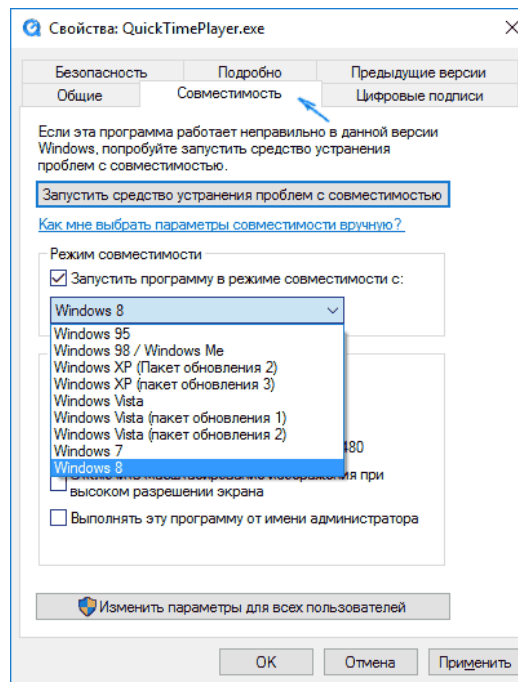 Свойства: QuickTimePlayer.exe
Безопасность Подробно Предыдущие версии
Общие Совместимость Цифровые подписи
Если эта программа работает неправильно в данной версии
Windows, попробуйте запустить средство устранения
проблем с совместимостью.
Запустить средство устранения проблем с совместимостью
Как мне выбрать параметры совместимости вручную?
Режим совместимости
Запустить программу в режиме совместимости с:
Windows 8
Windows 95
Windows 98 / Windows Me
Windows XP (Пакет обновления 2)
Windows XP (пакет обновления 3)
Windows Vista
Windows Vista (пакет обновления 1)
Windows Vista (пакет обновления 2)
480
Windows 7
Windows 8
при
высоком разрешении экрана
Выполнять эту программу от имени администратора
Изменить параметры для всех пользователей
OK Отмена Применить